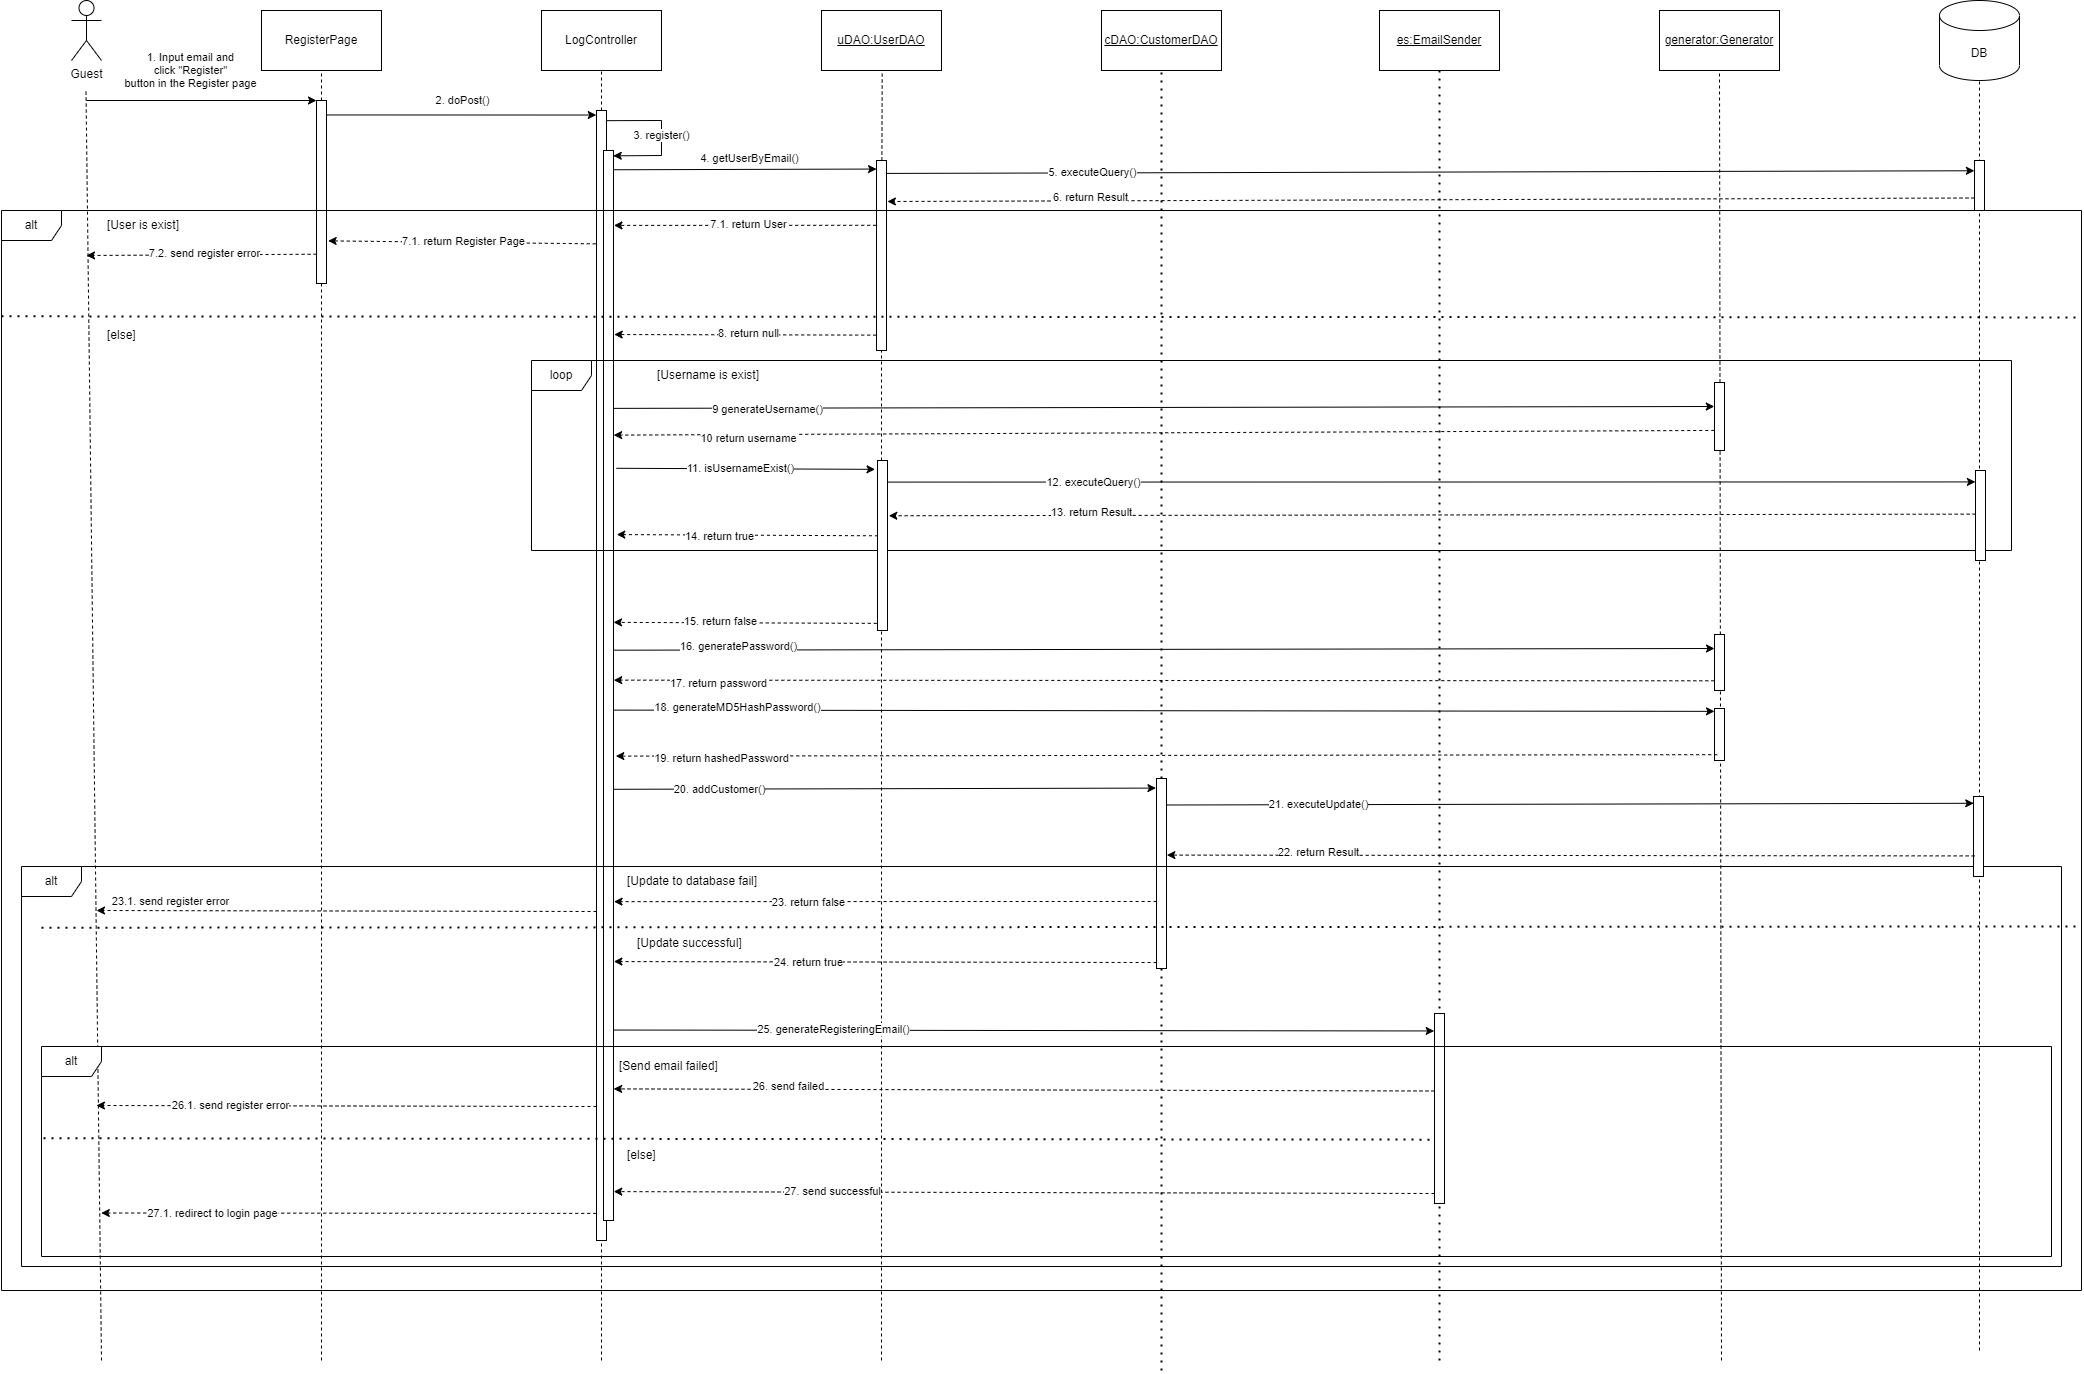 RegisterPage
LogController
uDAO:UserDAO
cDAO:CustomerDAO
es:EmailSender
generator:Generator
DB
Guest
1. Input email and
click "Register"
button in the Register page
2. doPost()
3. register()
4. getUserByEmail()
5. executeQuery()
6. return Result
alt
[User is exist]
7.1. return User
7.1. return Register Page
7.2. send register error
[else]
8. return null
loop
[Username is exist]
9 generateUsername()
10 return username
11. isUsernameExist()
12. executeQuery()
13. return Result
14. return true
15. return false
16. generatePassword()
17. return password
18. generateMD5HashPassword()
19. return hashedPassword
20. addCustomer()
21. executeUpdate()
22. return Result
alt
[Update to database fail]
23.1. send register error
23. return false
[Update successful]
24. return true
25. generateRegisteringEmail()
alt
[Send email failed]
26. send failed
26.1. send register error
[else]
27. send successful
27.1. redirect to login page